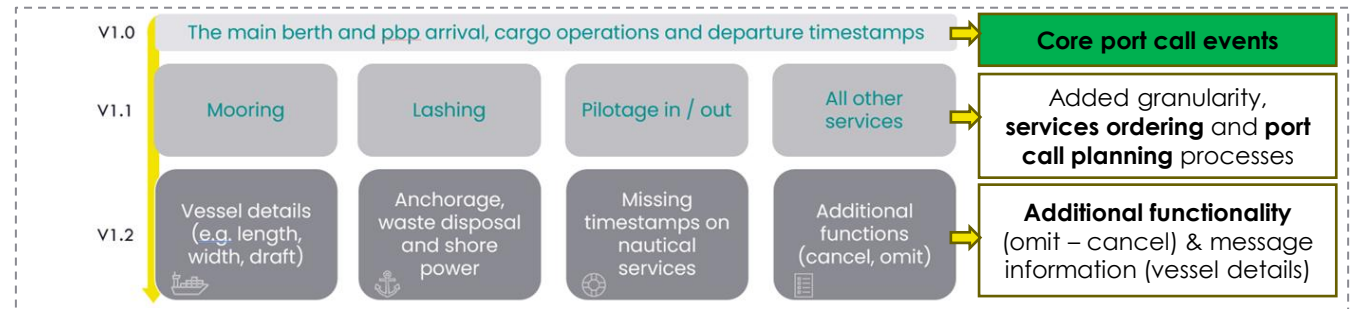 V1.0
The main berth and pbp arrival, cargo operations and departure timestamps
Core port call events
V1.1
Mooring
Lashing
Pilotage in / out
All other
services
Added granularity,
services ordering and port
call planning processes
V1.2
Vessel details
(e.g. length,
width, draft)
Anchorage,
waste disposal
and shore
power
Missing
timestamps on
nautical
services
Additional
functions
(cancel, omit)
Additional functionality
(omit – cancel) & message
information (vessel details)